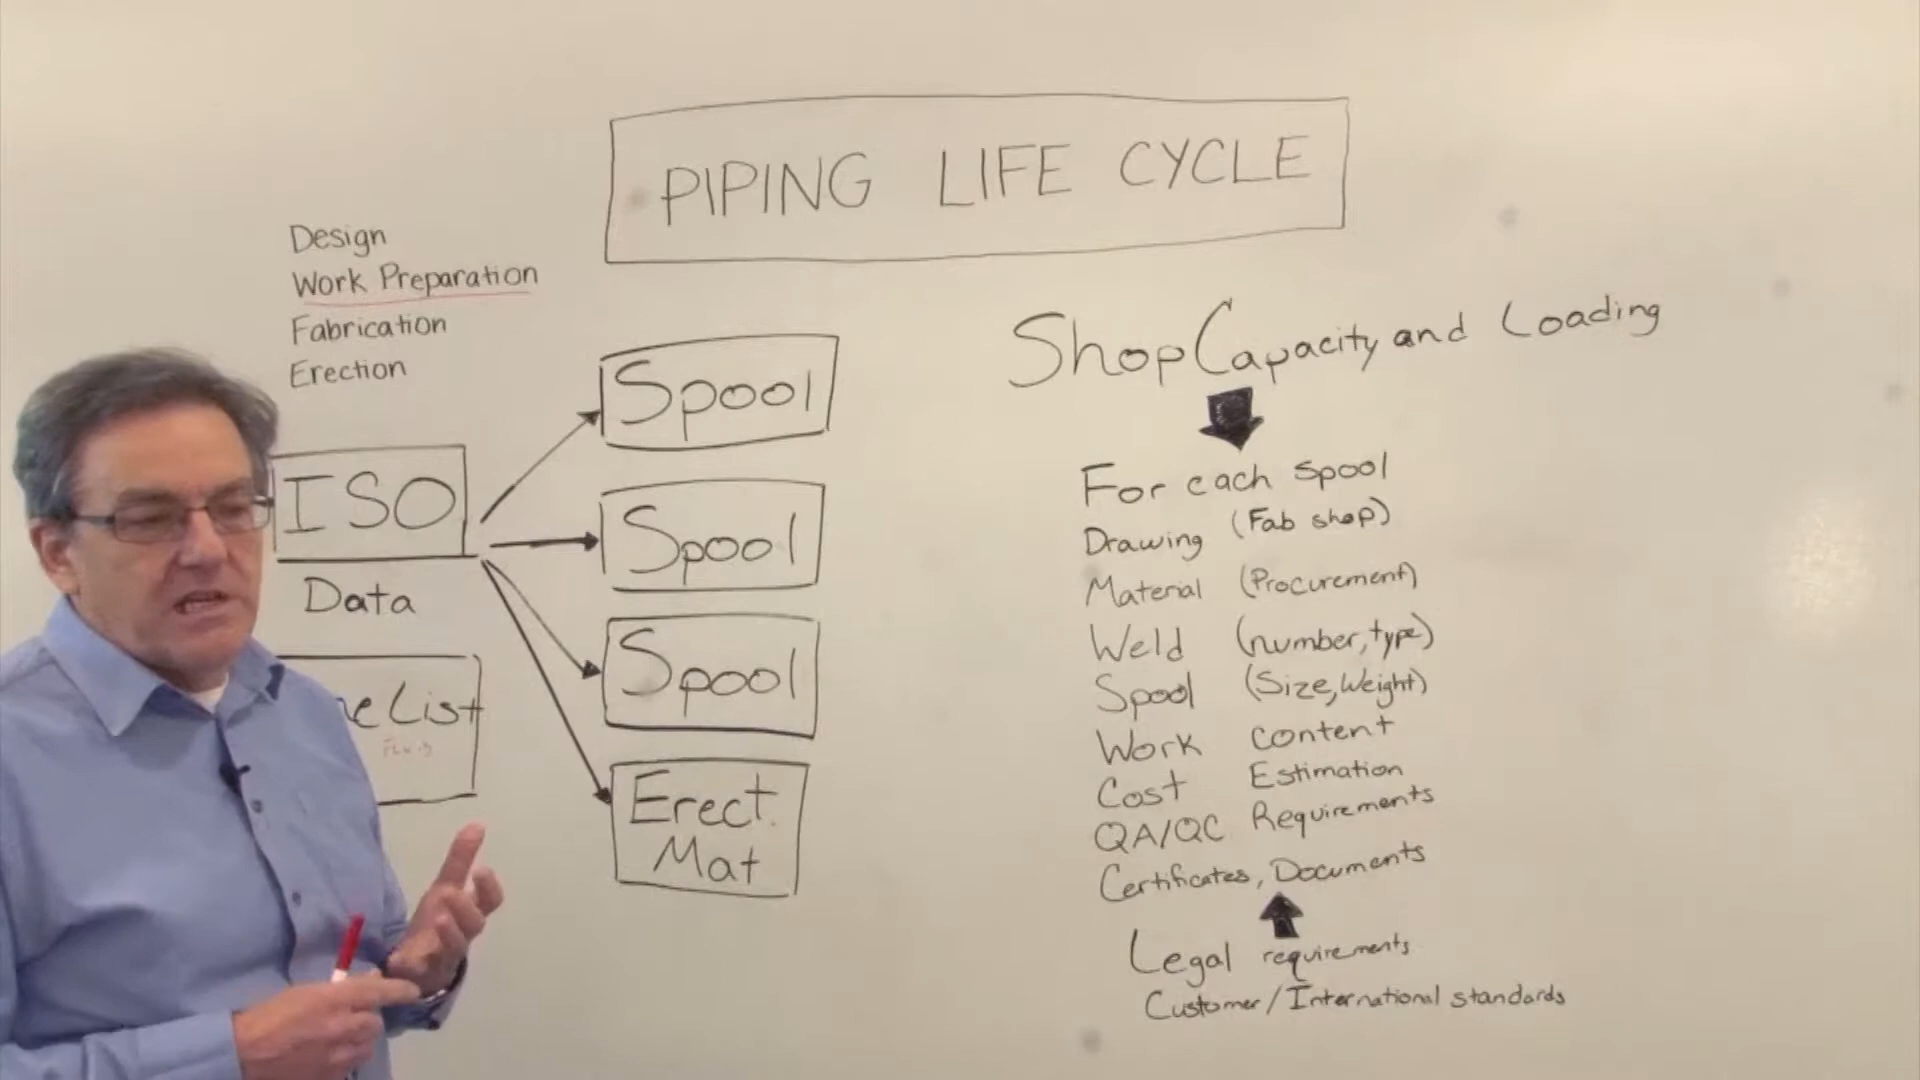 PIPING LIFE CYCLE
Design
Work Preparation
Fabrication
Erection
ISO
Data
List
Spool
Spool
Spool
Erect.
Mat
Shop Capacity and Loading
For each spool
Drawing (Fab shop)
Material (Procurement)
Weld (number, type)
Spool (Size, Weight)
Work content
Cost Estimation
QA/QC Requirements
Certificates, Documents
Legal requirements
Customer/International standards